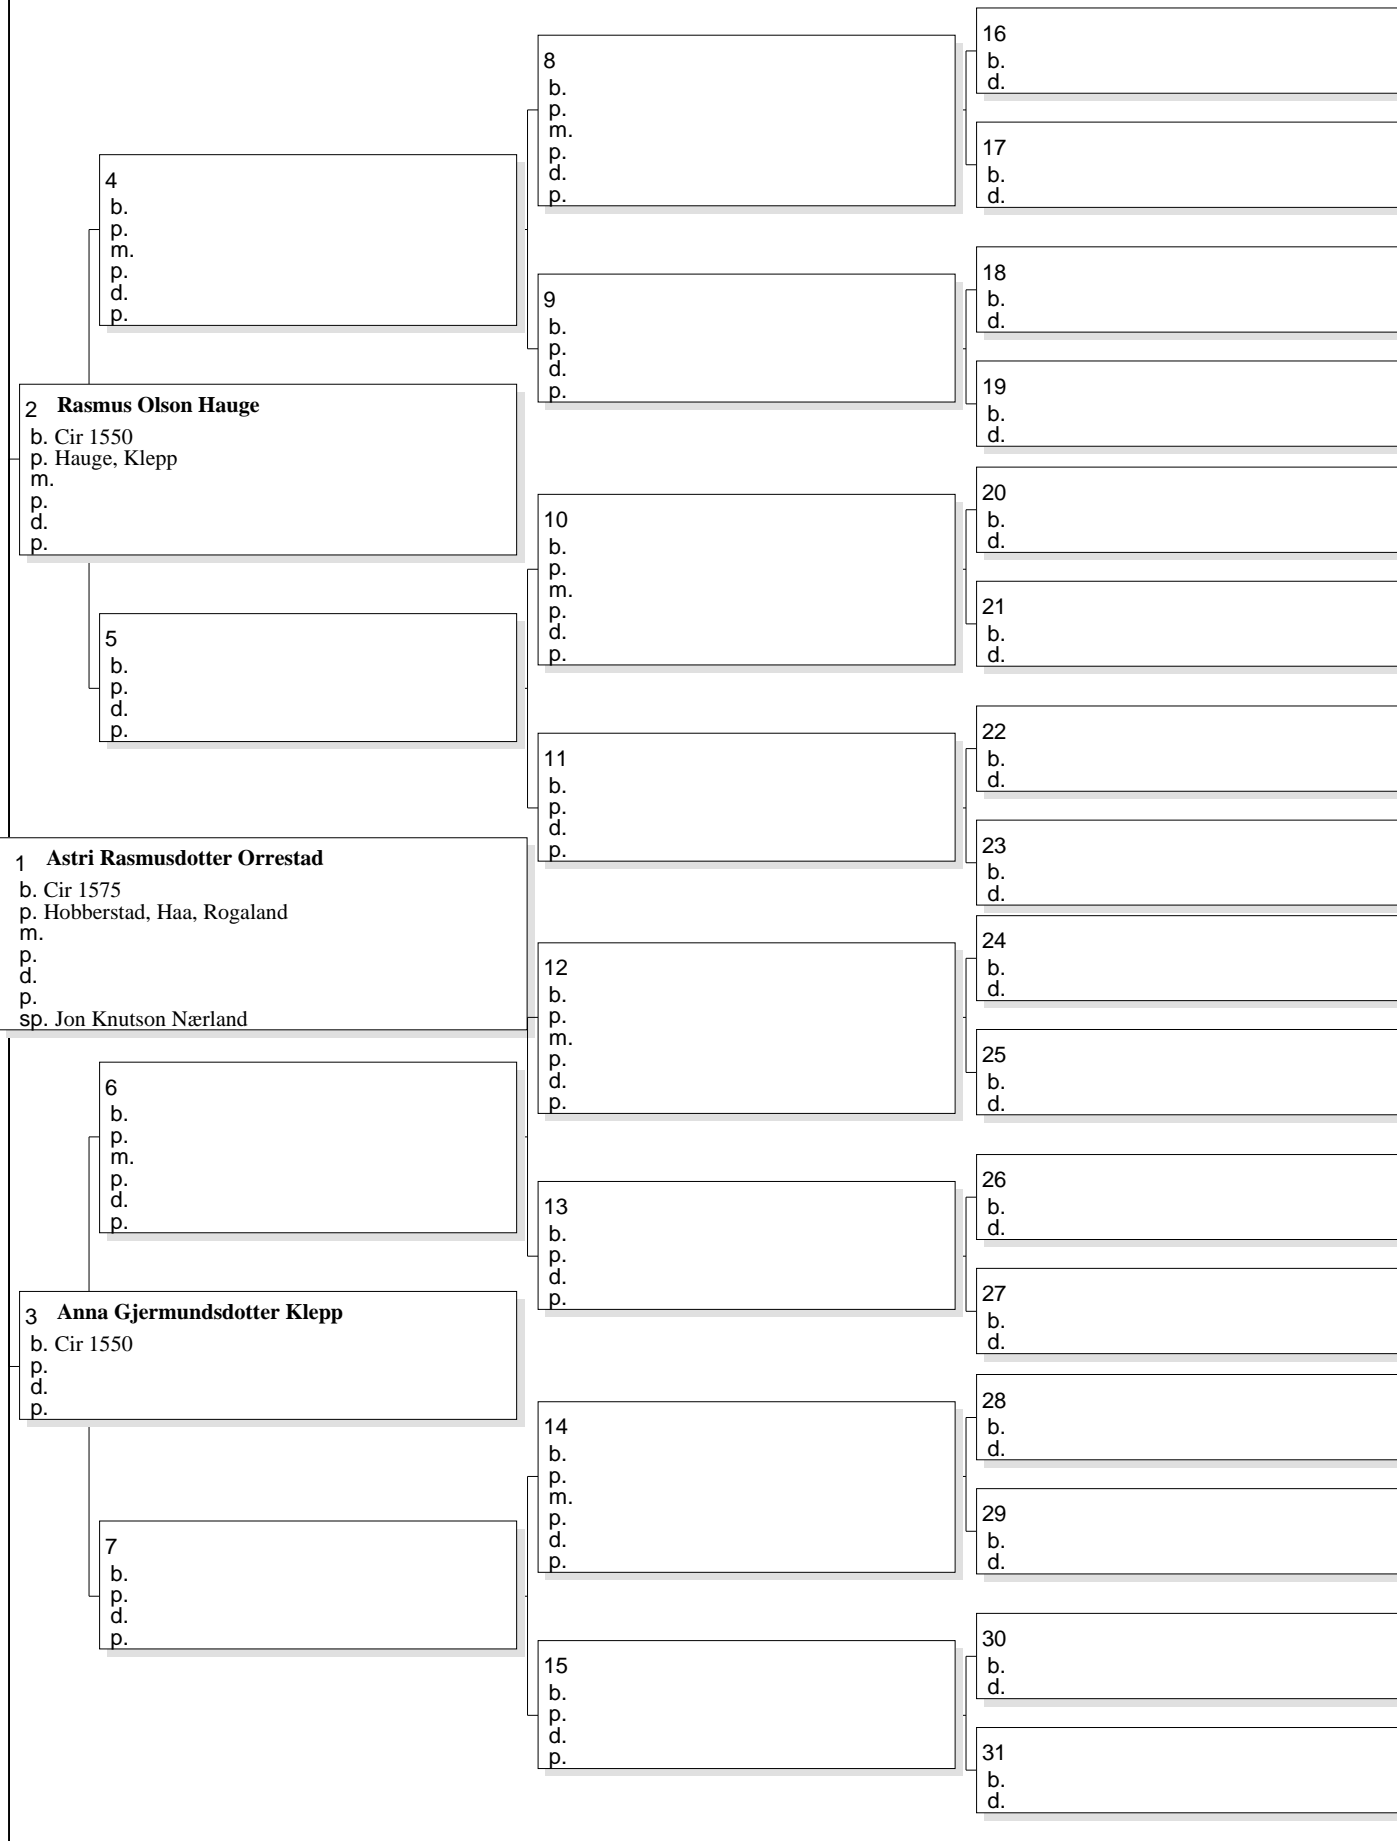 16
b.
d.
8
b.
p.
m.
p.
d.
p.
17
b.
d.
4
b.
p.
m.
p.
d.
p.
18
b.
d.
9
b.
p.
d.
p.
19
b.
d.
2 Rasmus Olson Hauge
b. Cir 1550
p. Hauge, Klepp
m.
p.
d.
p.
20
b.
d.
10
b.
p.
m.
p.
d.
p.
21
b.
d.
5
b.
p.
d.
p.
22
b.
d.
11
b.
p.
d.
p.
23
b.
d.
1 Astri Rasmusdotter Orrestad
b. Cir 1575
p. Hobberstad, Haa, Rogaland
m.
p.
d.
p.
sp. Jon Knutson Nærland
24
b.
d.
12
b.
p.
m.
p.
d.
p.
25
b.
d.
6
b.
p.
m.
p.
d.
p.
26
b.
d.
13
b.
p.
d.
p.
27
b.
d.
3 Anna Gjermundsdotter Klepp
b. Cir 1550
p.
d.
p.
28
b.
d.
14
b.
p.
m.
p.
d.
p.
29
b.
d.
7
b.
p.
d.
p.
30
b.
d.
15
b.
p.
d.
p.
31
b.
d.